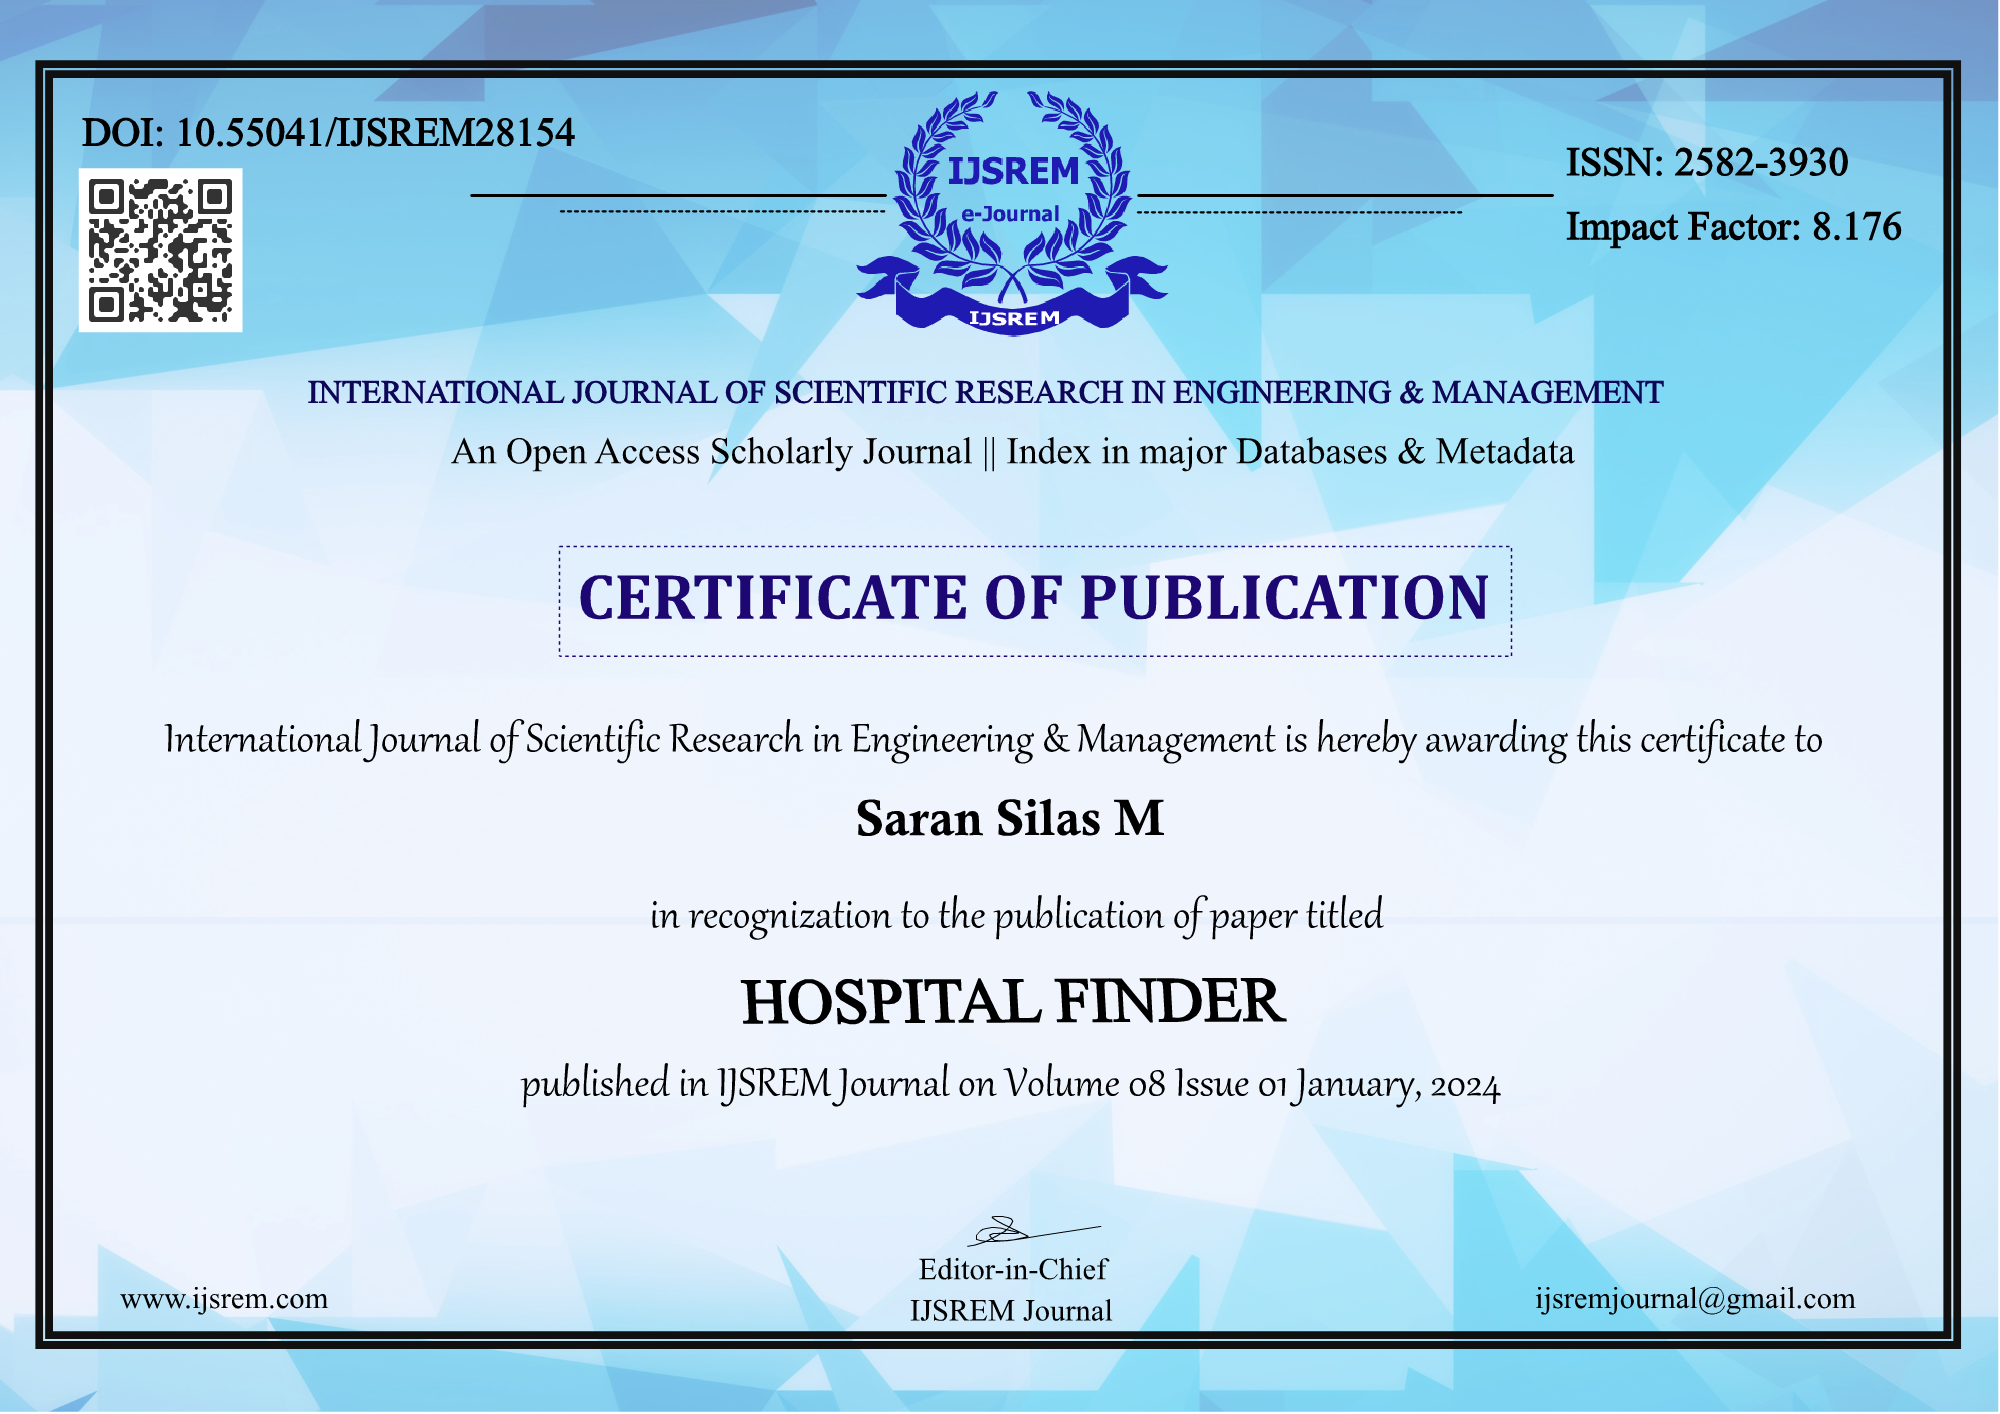 DOI: 10.55041/IJSREM28154
IJSREM
e-Journal
IJSREM
ISSN: 2582-3930
Impact Factor: 8.176
INTERNATIONAL JOURNAL OF SCIENTIFIC RESEARCH IN ENGINEERING & MANAGEMENT
An Open Access Scholarly Journal || Index in major Databases & Metadata
CERTIFICATE OF PUBLICATION
International Journal of Scientific Research in Engineering & Management is hereby awarding this certificate to
Saran Silas M
in recognization to the publication of paper titled
HOSPITAL FINDER
published in IJSREM Journal on Volume 08 Issue 01 January, 2024
Editor-in-Chief
IJSREM Journal
www.ijsrem.com
ijsremjournal@gmail.com